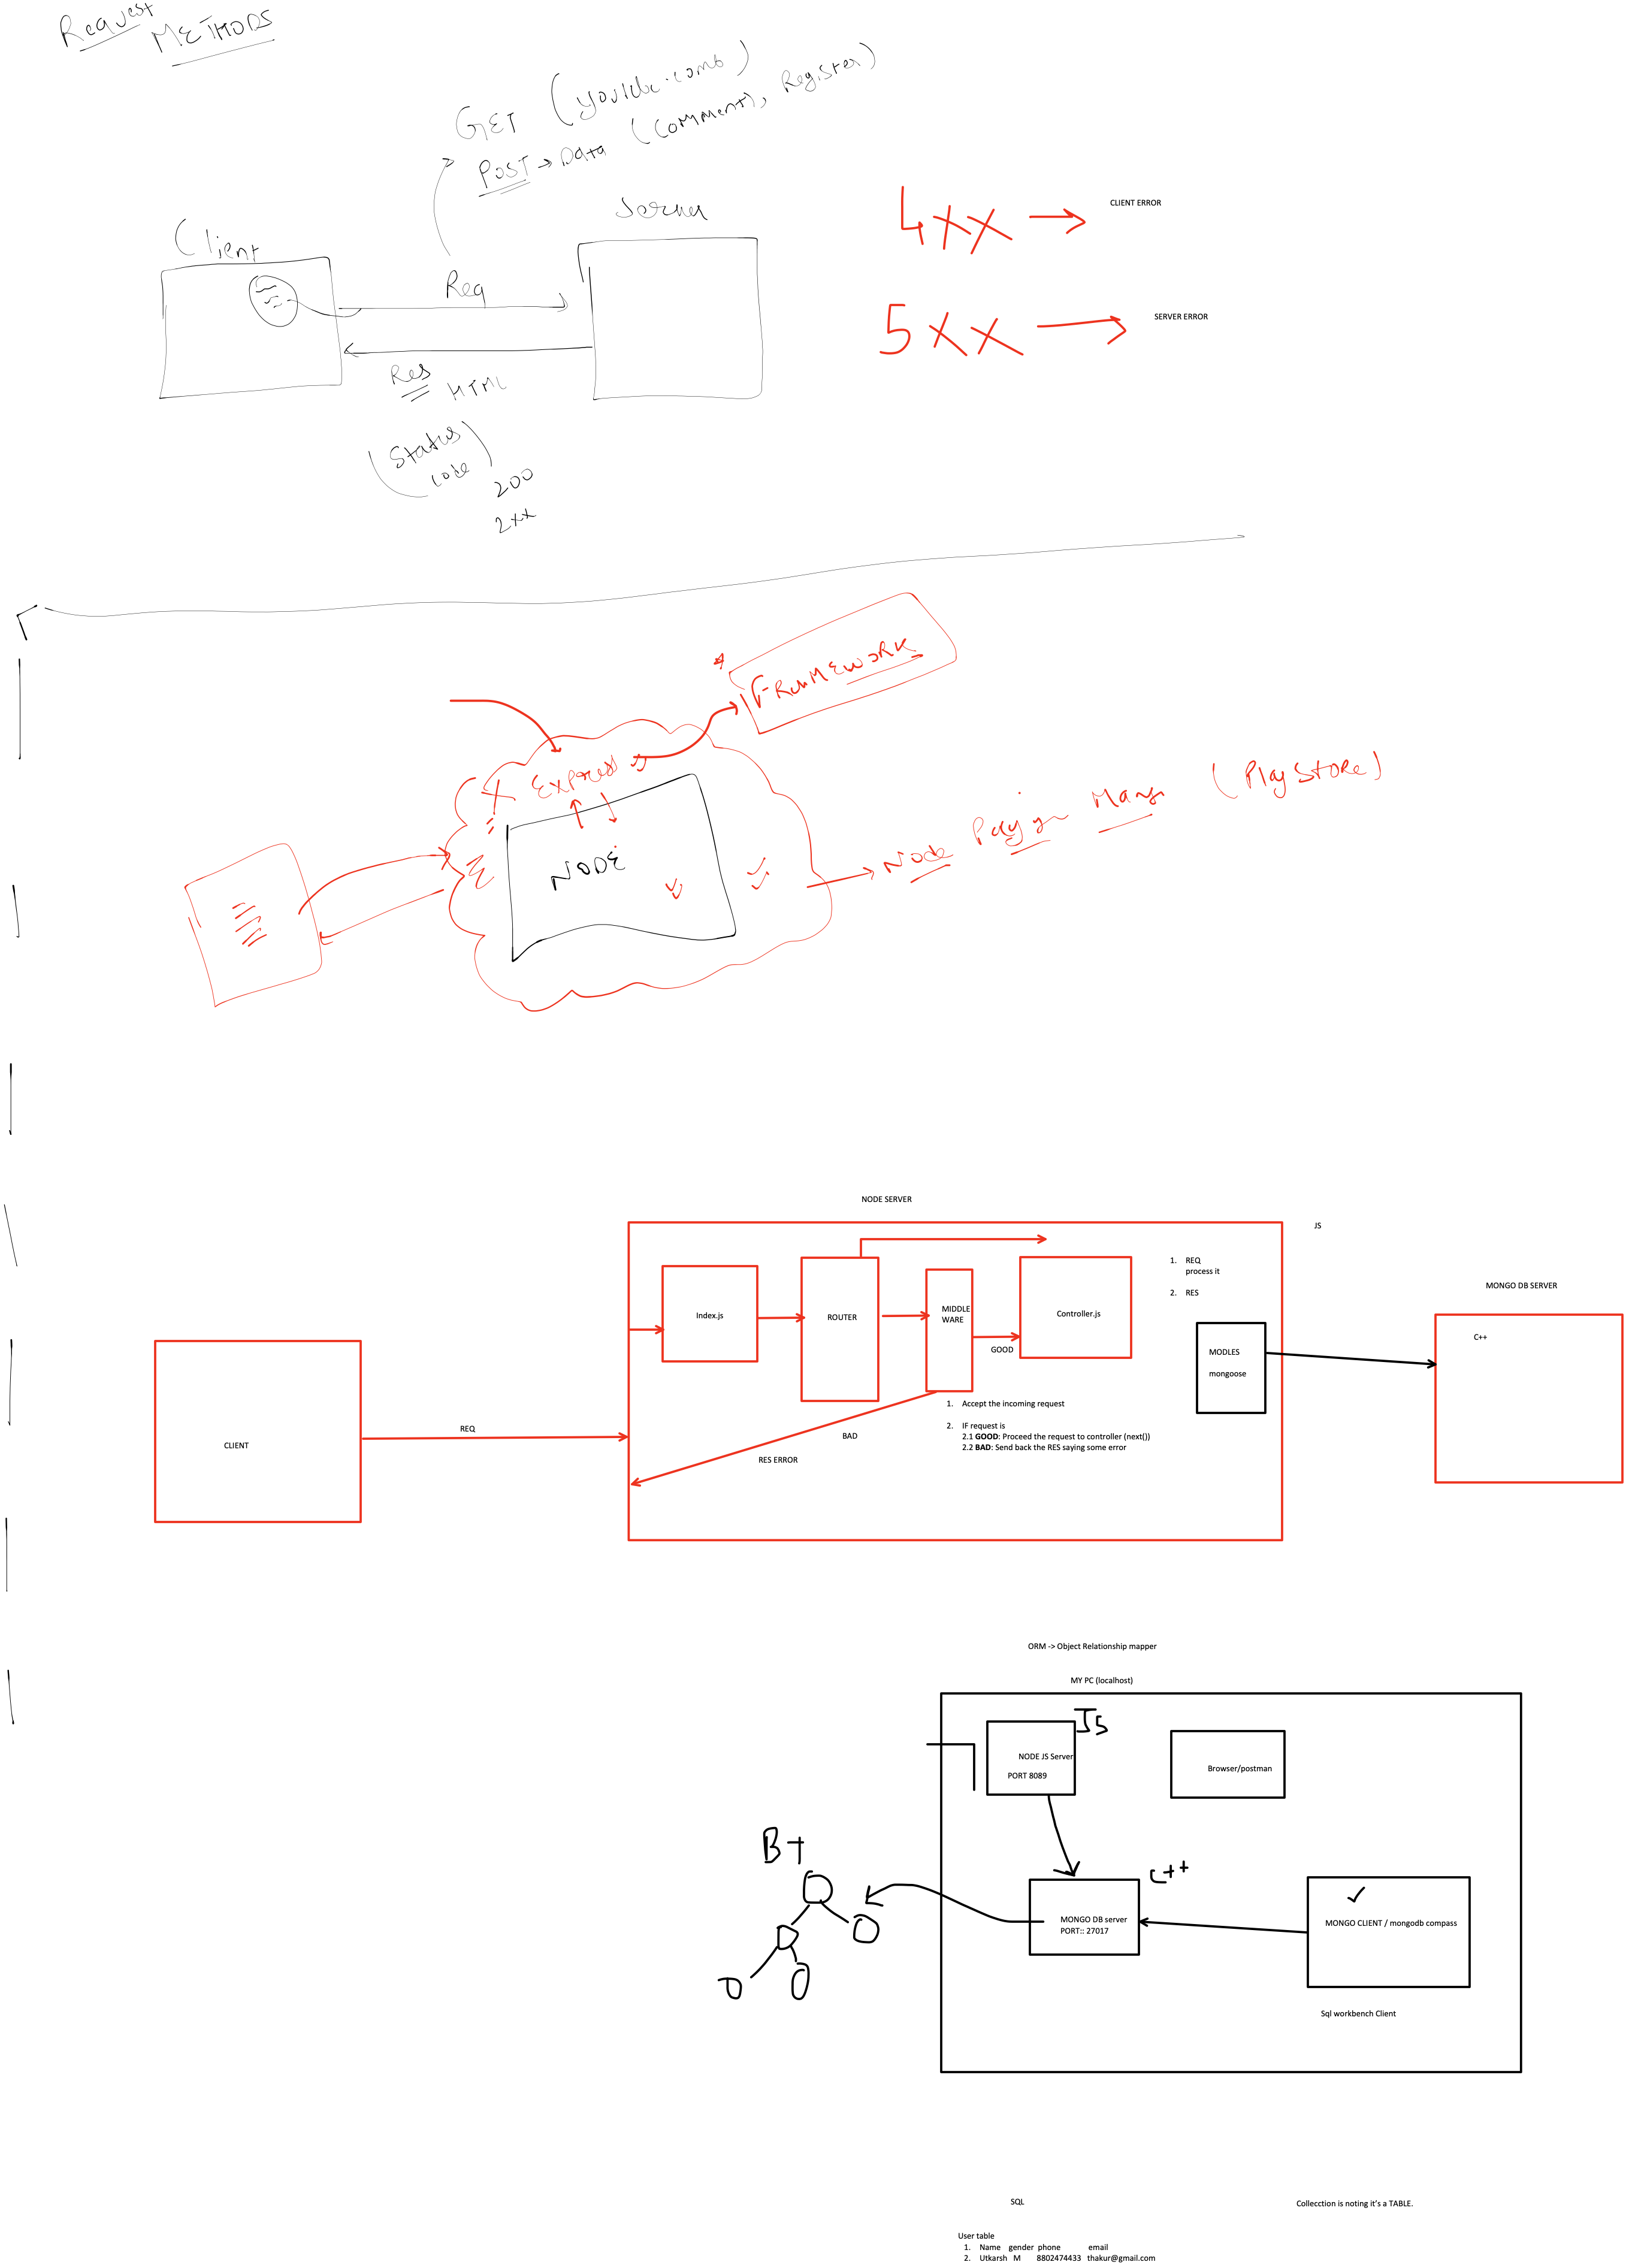 Request
METHODS
GET (youtube.com)
POST → Data (Comment), Register)
Client
Server
Req
Res
HTML
(Status
code)
200
2xx
4xx →
CLIENT ERROR
5xx →
SERVER ERROR
FRAMEWORK
Express
NODE
Node Manager (Play Store)
NODE SERVER
JS
Index.js
ROUTER
MIDDLE
WARE
GOOD
Controller.js
1. REQ
process it
2. RES
MODLES
mongoose
MONGO DB SERVER
C++
CLIENT
REQ
BAD
RES ERROR
1. Accept the incoming request
2. IF request is
2.1 GOOD: Proceed the request to controller (next())
2.2 BAD: Send back the RES saying some error
ORM -> Object Relationship mapper
MY PC (localhost)
JS
NODE JS Server
PORT 8089
Browser/postman
B+
C++
MONGO DB server
PORT:: 27017
MONGO CLIENT / mongodb compass
Sql workbench Client
SQL
Collecction is noting it's a TABLE.
User table
1. Name gender phone email
2. Utkarsh M 8802474433 thakur@gmail.com